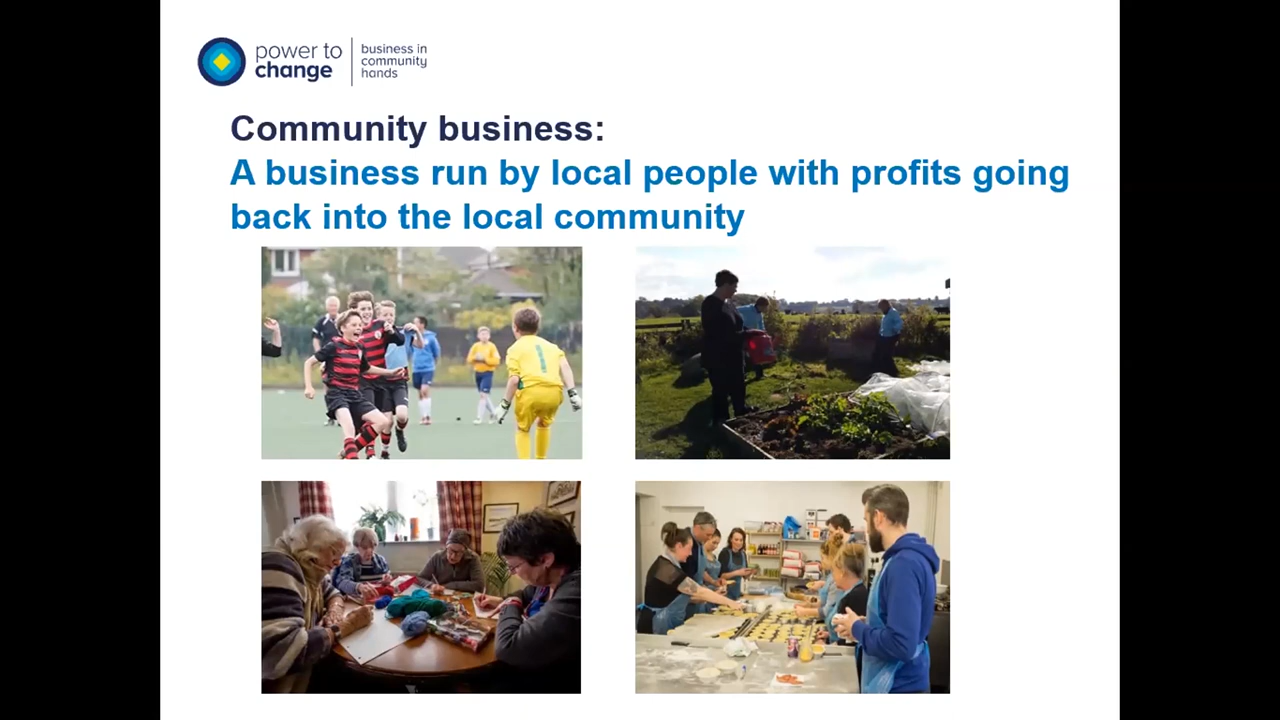 power to
change
business in
community
hands
Community business:
A business run by local people with profits going
back into the local community
1